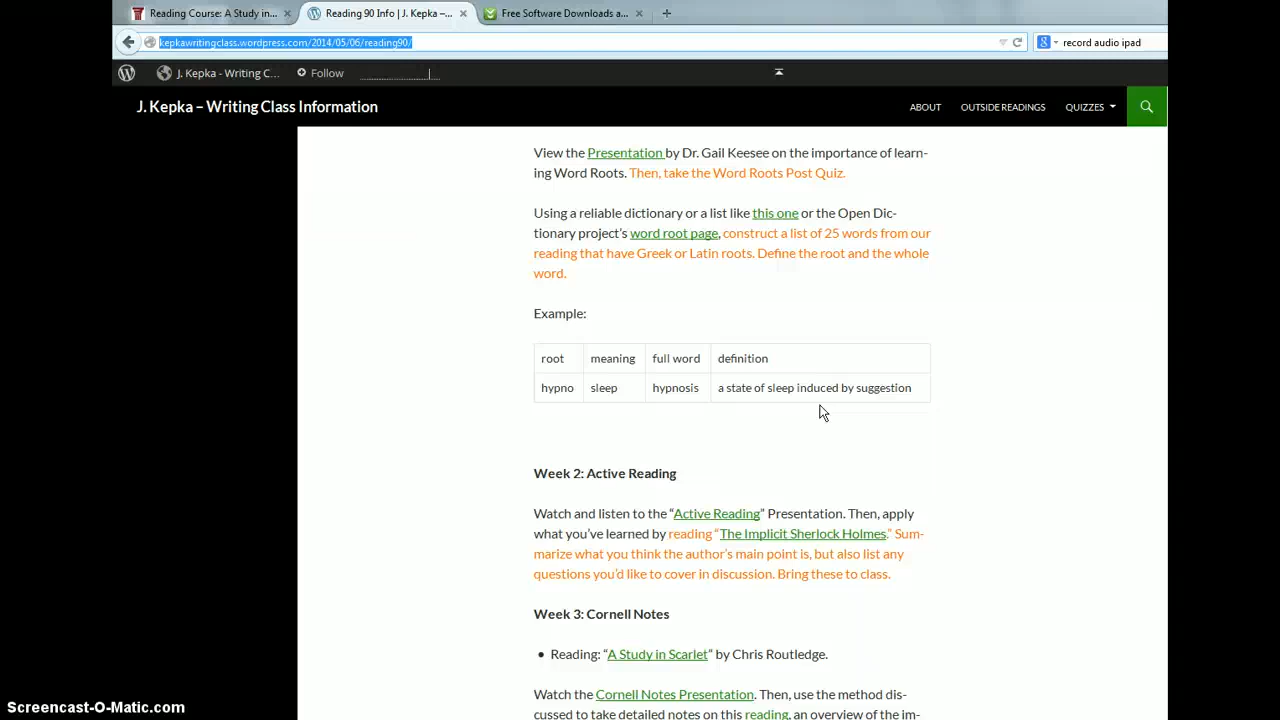 Reading Course: A Study in...
Reading 90 Info | J. Kepka –...
Free Software Downloads a...
kepkawritingclass.wordpress.com/2014/05/06/reading90/
record audio ipad
J. Kepka - Writing C...
Follow
J. Kepka – Writing Class Information
ABOUT
OUTSIDE READINGS
QUIZZES
View the Presentation by Dr. Gail Keesee on the importance of learn-
ing Word Roots. Then, take the Word Roots Post Quiz.
Using a reliable dictionary or a list like this one or the Open Dic-
tionary project's word root page, construct a list of 25 words from our
reading that have Greek or Latin roots. Define the root and the whole
word.
Example:
root meaning full word definition
hypno sleep hypnosis a state of sleep induced by suggestion
Week 2: Active Reading
Watch and listen to the "Active Reading" Presentation. Then, apply
what you've learned by reading "The Implicit Sherlock Holmes." Sum-
marize what you think the author's main point is, but also list any
questions you'd like to cover in discussion. Bring these to class.
Week 3: Cornell Notes
• Reading: "A Study in Scarlet" by Chris Routledge.
Watch the Cornell Notes Presentation. Then, use the method dis-
cussed to take detailed notes on this reading, an overview of the im-
Screencast-O-Matic.com